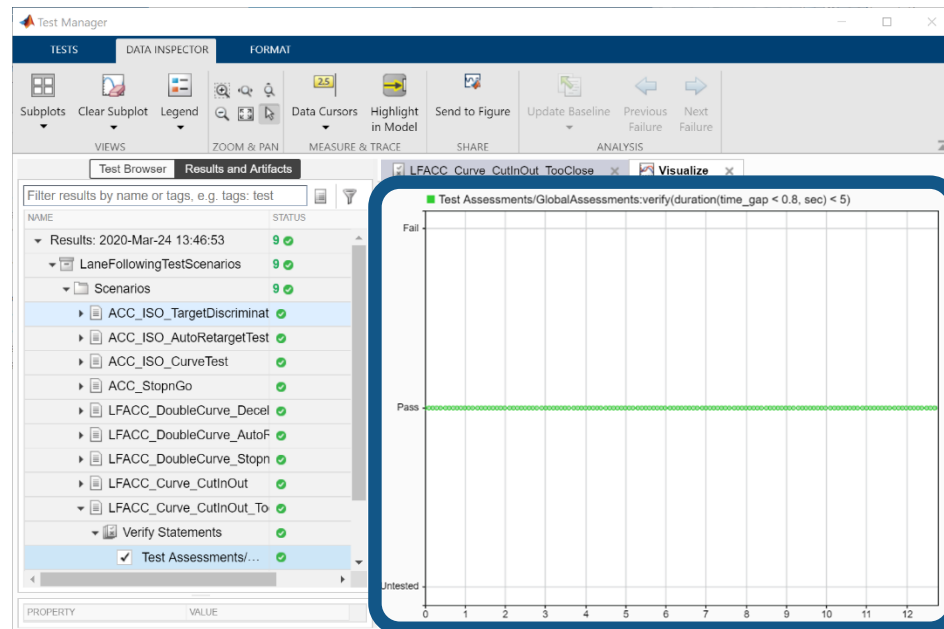 Test Manager
TESTS DATA INSPECTOR FORMAT
2.5
Subplots Clear Subplot Legend Data Cursors Highlight in Model Send to Figure Update Baseline Previous Failure Next Failure
VIEWS ZOOM & PAN MEASURE & TRACE SHARE ANALYSIS
Test Browser Results and Artifacts LFACC_Curve_CutInOut_TooClose Visualize
Filter results by name or tags, e.g. tags: test
NAME STATUS
Results: 2020-Mar-24 13:46:53 9
LaneFollowingTestScenarios 9
Scenarios 9
ACC_ISO_TargetDiscriminat
ACC_ISO_AutoRetargetTest
ACC_ISO_CurveTest
ACC_StopnGo
LFACC_DoubleCurve_Decel
LFACC_DoubleCurve_AutoR
LFACC_DoubleCurve_Stopn
LFACC_Curve_CutInOut
LFACC_Curve_CutInOut_To
Verify Statements
Test Assessments/...
PROPERTY VALUE
Test Assessments/GlobalAssessments:verify(duration(time_gap < 0.8, sec) < 5)
Fail
Pass
Untested
0 1 2 3 4 5 6 7 8 9 10 11 12